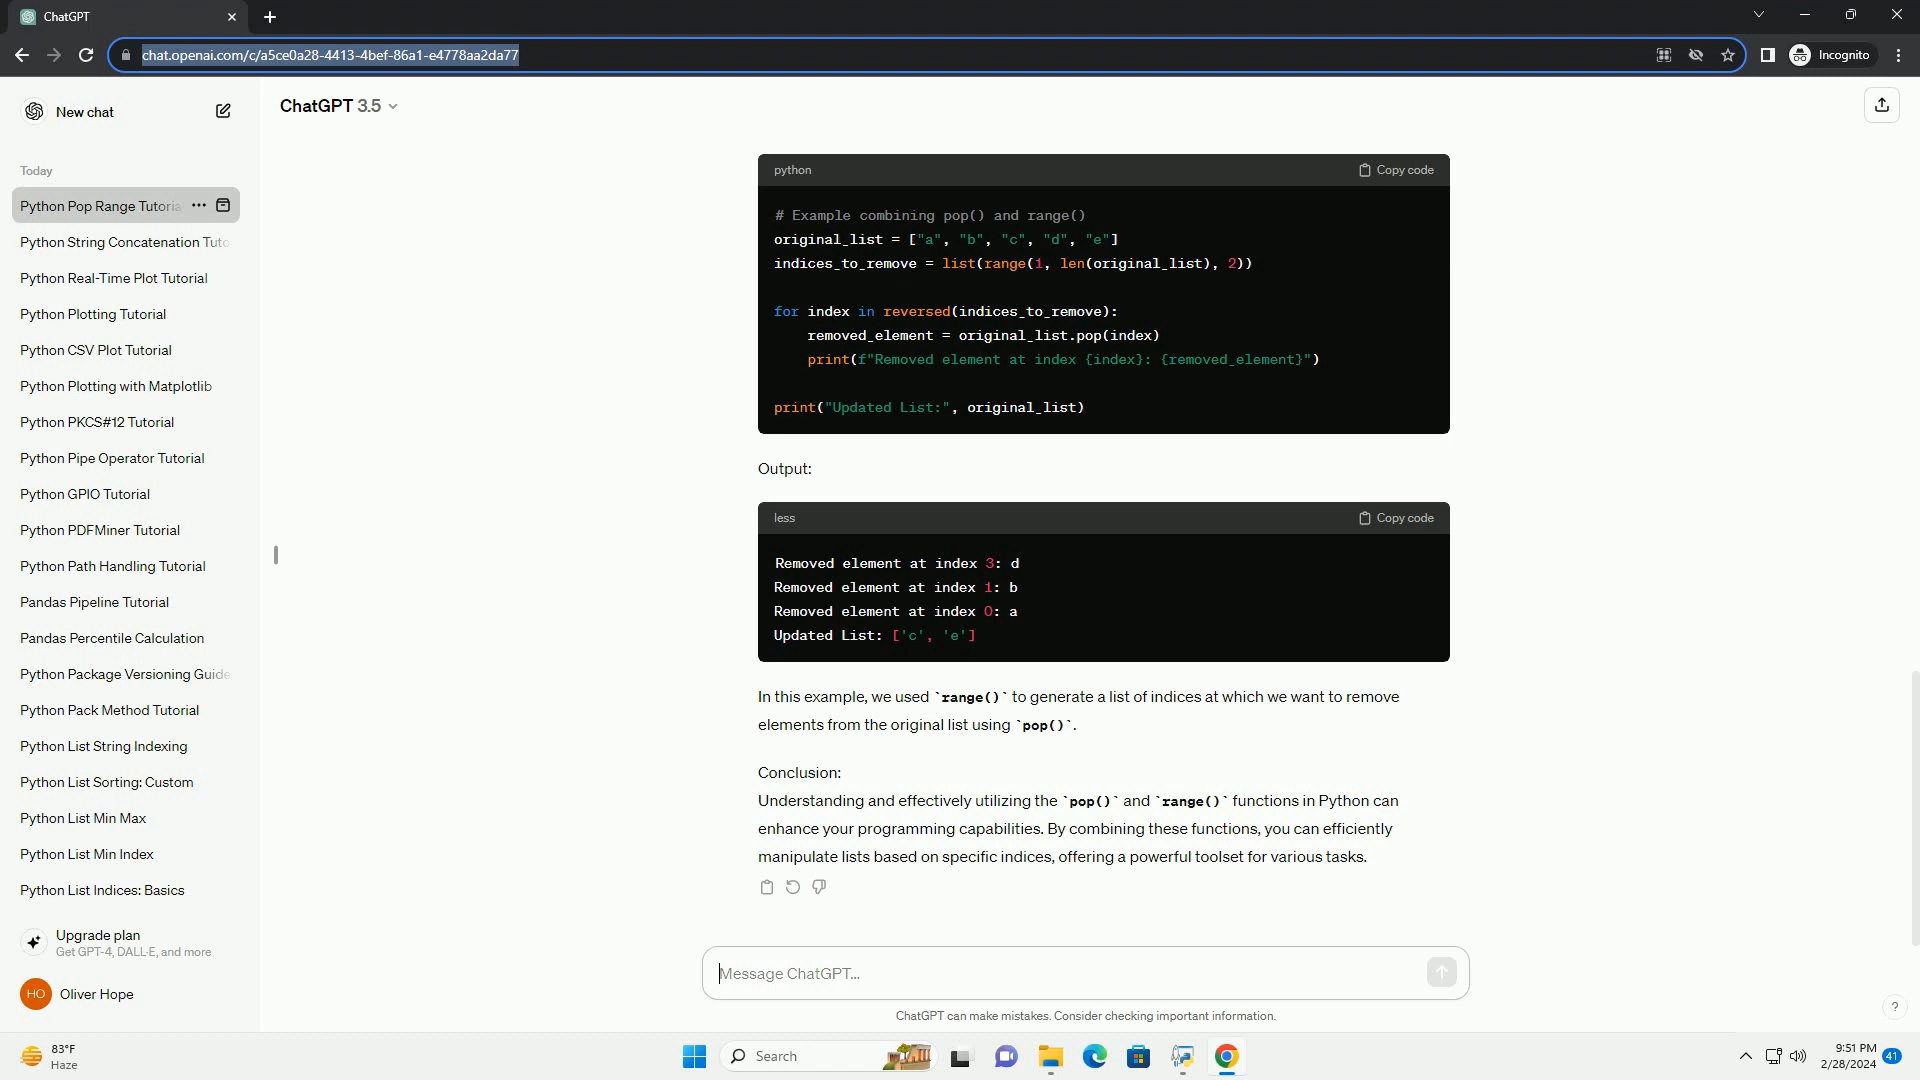 ChatGPT
chat.openai.com/c/a5ce0a28-4413-4bef-86a1-e4778aa2da77
Incognito
New chat
ChatGPT 3.5
Today
Python Pop Range Tutoria
Python String Concatenation Tuto
Python Real-Time Plot Tutorial
Python Plotting Tutorial
Python CSV Plot Tutorial
Python Plotting with Matplotlib
Python PKCS#12 Tutorial
Python Pipe Operator Tutorial
Python GPIO Tutorial
Python PDFMiner Tutorial
Python Path Handling Tutorial
Pandas Pipeline Tutorial
Pandas Percentile Calculation
Python Package Versioning Guide
Python Pack Method Tutorial
Python List String Indexing
Python List Sorting: Custom
Python List Min Max
Python List Min Index
Python List Indices: Basics
Upgrade plan
Get GPT-4, DALL·E, and more
HO Oliver Hope
python Copy code
# Example combining pop() and range()
original_list = ["a", "b", "c", "d", "e"]
indices_to_remove = list(range(1, len(original_list), 2))
for index in reversed(indices_to_remove):
    removed_element = original_list.pop(index)
    print(f"Removed element at index {index}: {removed_element}")
print("Updated List:", original_list)
Output:
less Copy code
Removed element at index 3: d
Removed element at index 1: b
Removed element at index 0: a
Updated List: ['c', 'e']
In this example, we used `range()` to generate a list of indices at which we want to remove
elements from the original list using `pop()`.
Conclusion:
Understanding and effectively utilizing the `pop()` and `range()` functions in Python can
enhance your programming capabilities. By combining these functions, you can efficiently
manipulate lists based on specific indices, offering a powerful toolset for various tasks.
Message ChatGPT...
ChatGPT can make mistakes. Consider checking important information.
?
83°F
Haze
Search
9:51 PM
2/28/2024
41